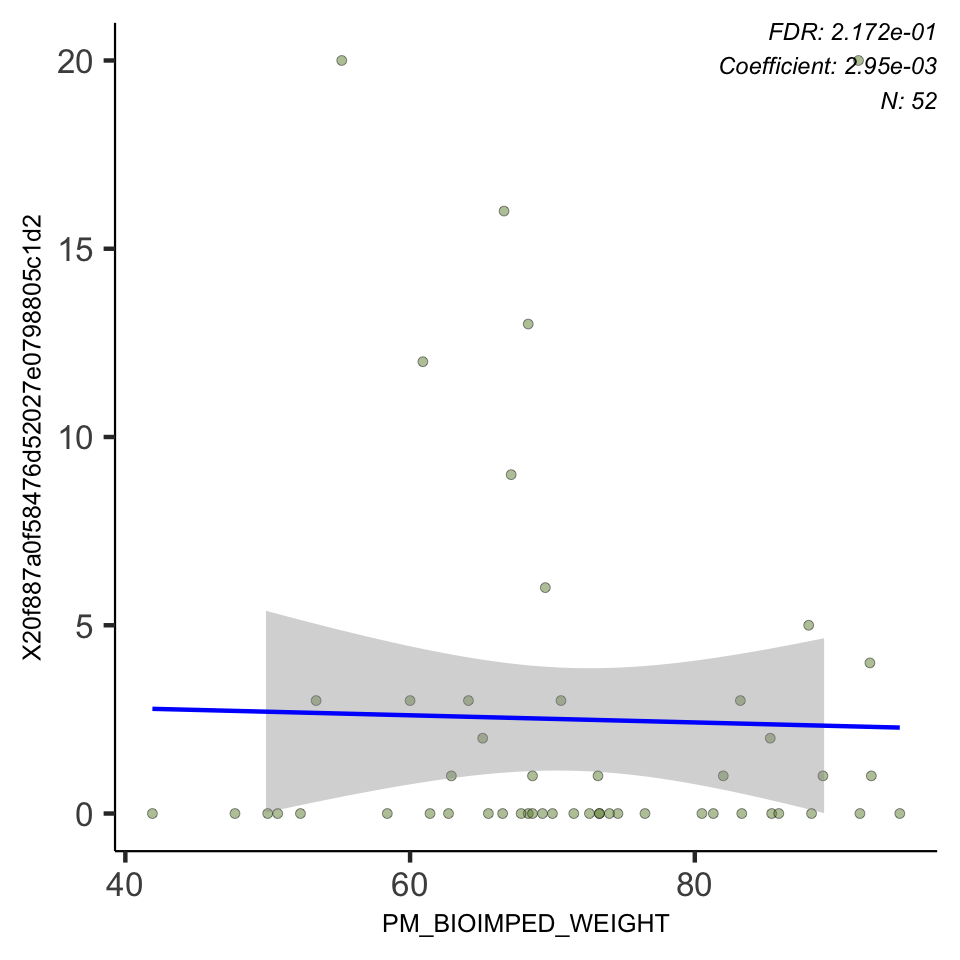 FDR: 2.172e-01
Coefficient: 2.95e-03
N: 52
20
15
10
5
0
X20f887a0f58476d52027e0798805c1d2
40 60 80
PM_BIOIMPED_WEIGHT